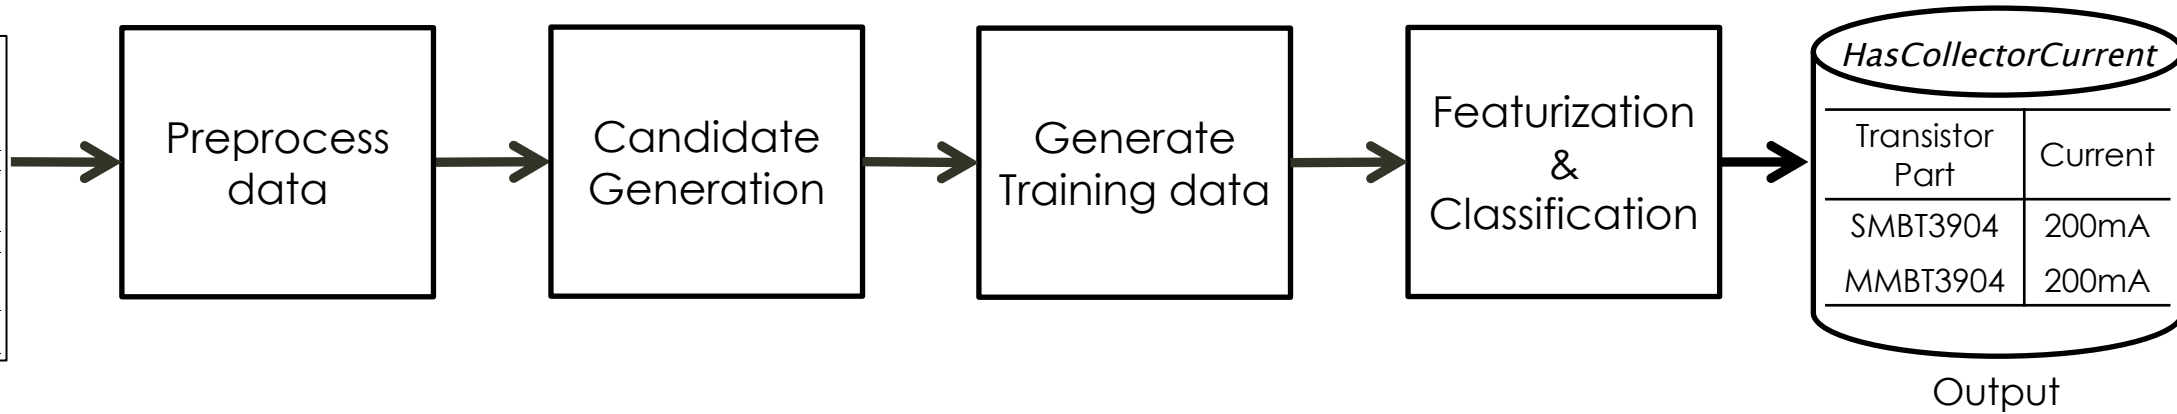 Preprocess
data
Candidate
Generation
Generate
Training data
Featurization
&
Classification
HasCollectorCurrent
Transistor
Part
Current
SMBT3904 200mA
MMBT3904 200mA
Output